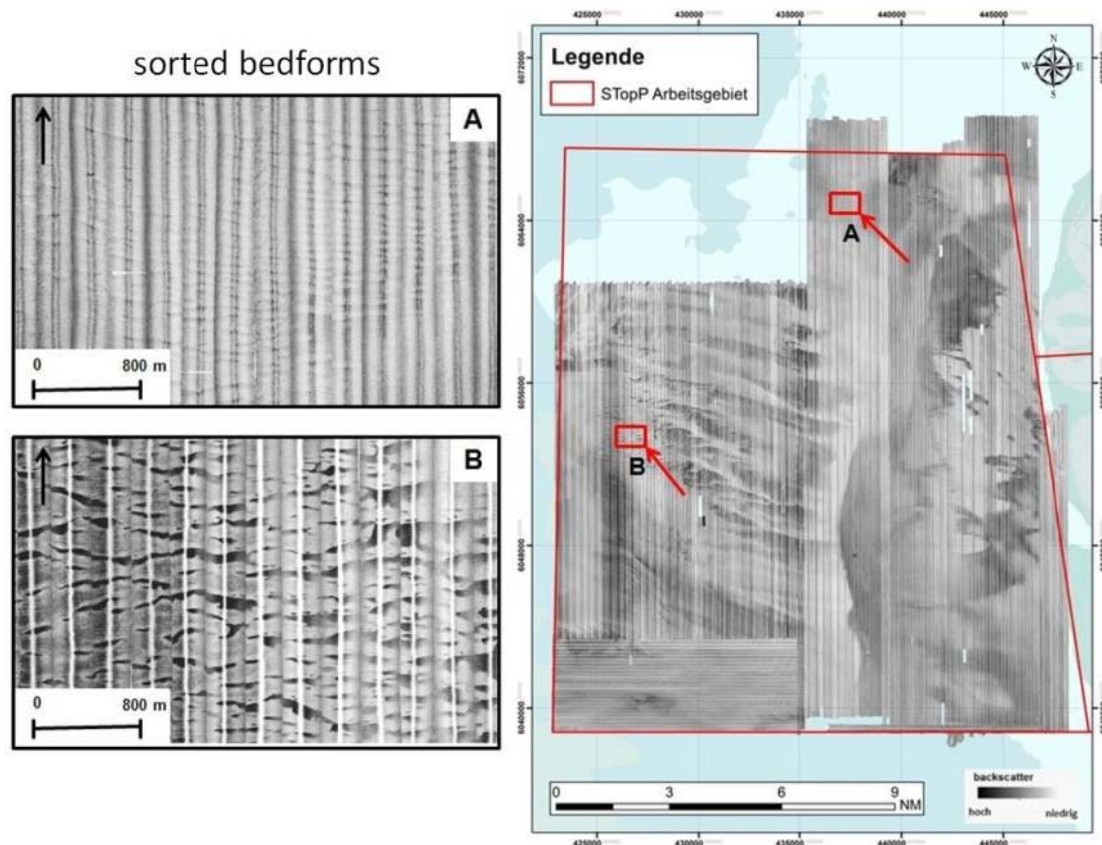 sorted bedforms
A
0
800 m
B
0
800 m
425000 430000 435000 440000 445000
Legende
STopP Arbeitsgebiet
N
W E
S
6072000
6064000
6056000
6048000
6040000
A
B
0 3 6 9
NM
backscatter
hoch niedrig
425000 430000 435000 440000 445000